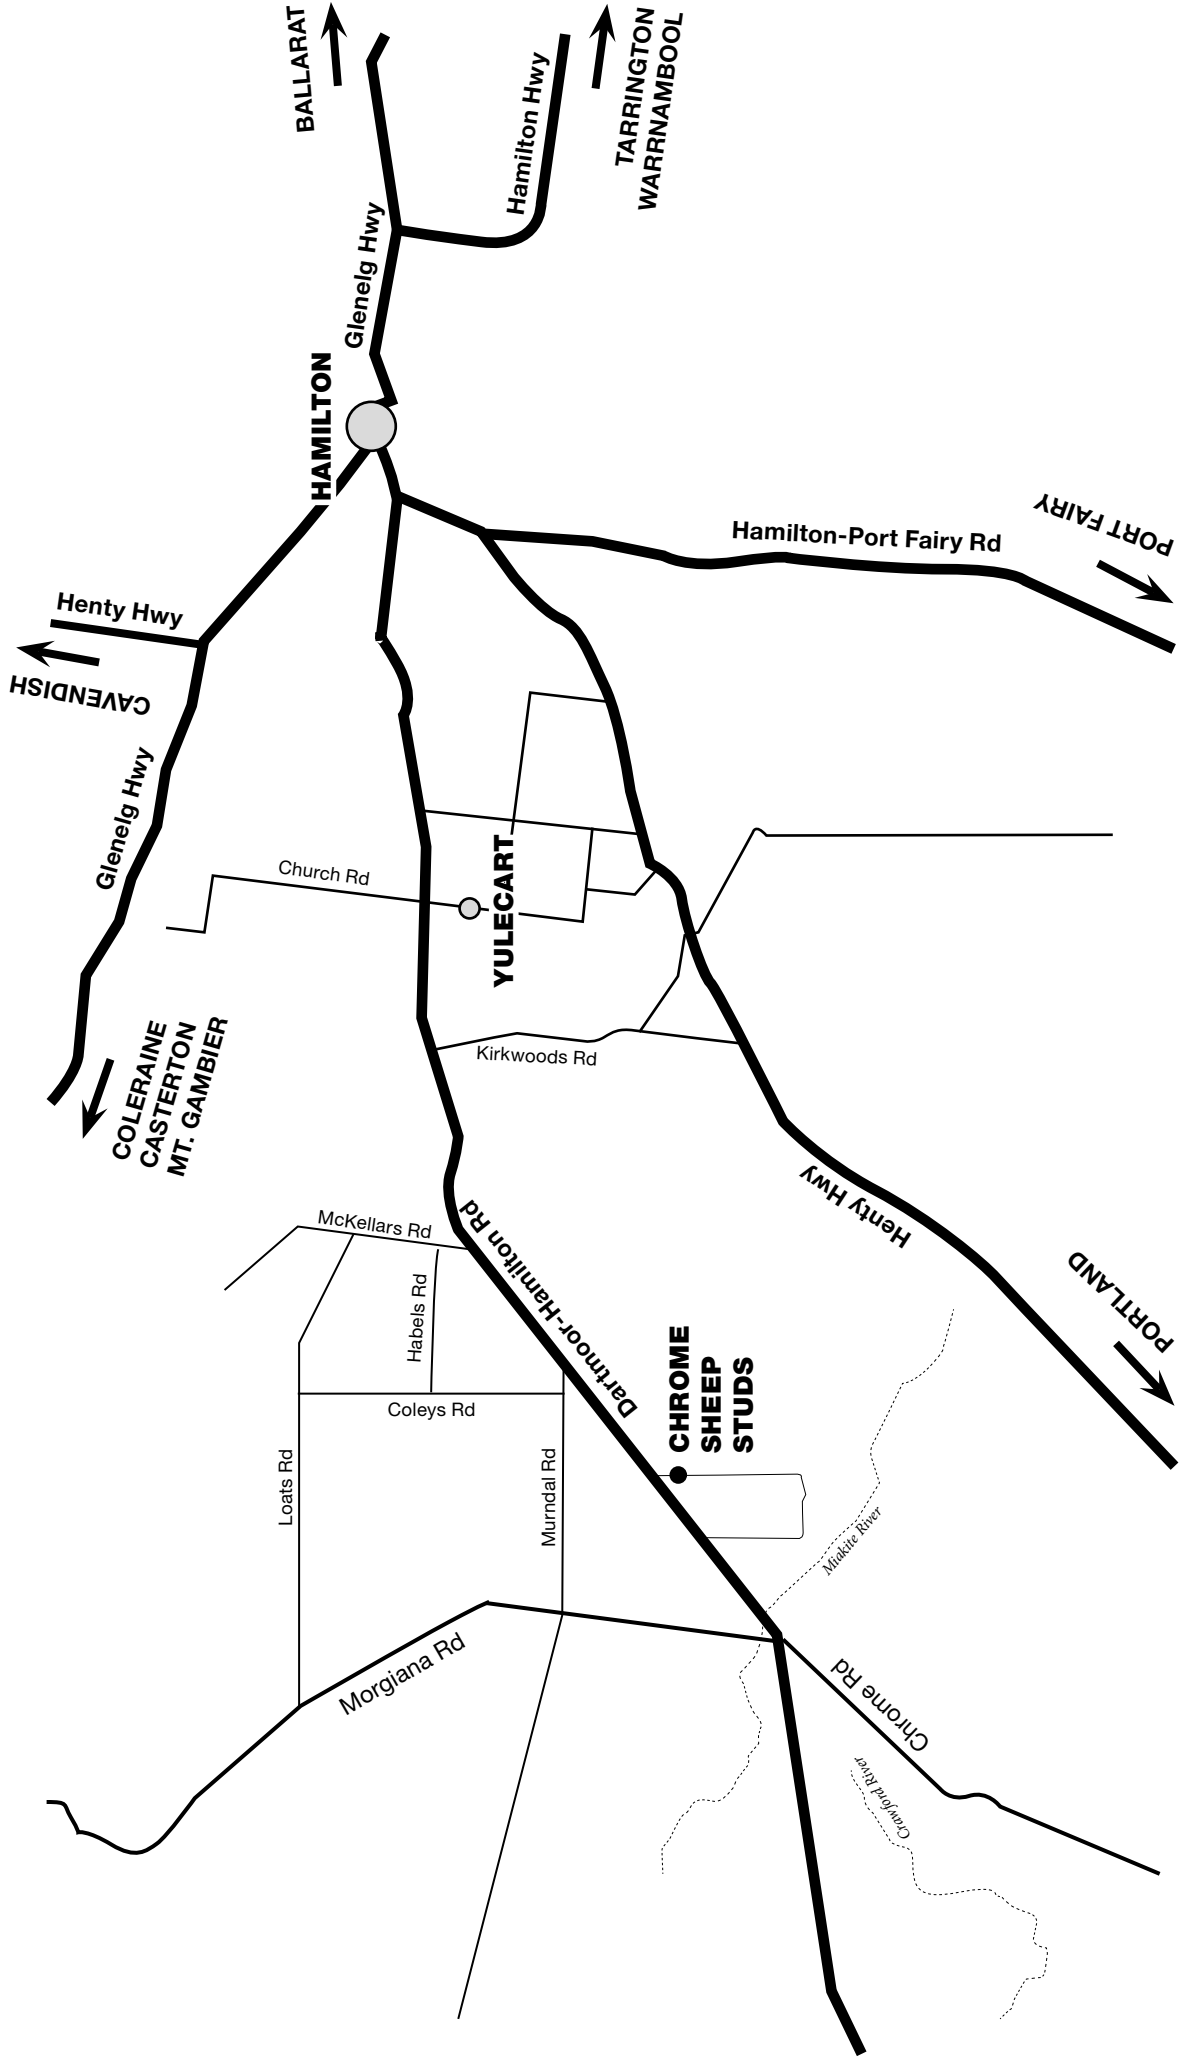 BALLARAT
TARRINGTON
WARRNAMBOOL
Hamilton Hwy
Glenelg Hwy
HAMILTON
Hamilton-Port Fairy Rd
PORT FAIRY
Henty Hwy
CAVENDISH
Glenelg Hwy
YULECART
Church Rd
Kirkwoods Rd
COLERAINE
CASTERTON
MT. GAMBIER
Henty Hwy
PORTLAND
McKellars Rd
Dartmoor-Hamilton Rd
Habels Rd
Coleys Rd
CHROME
SHEEP
STUDS
Loats Rd
Murndal Rd
Miakite River
Morgiana Rd
Chrome Rd
Crawford River